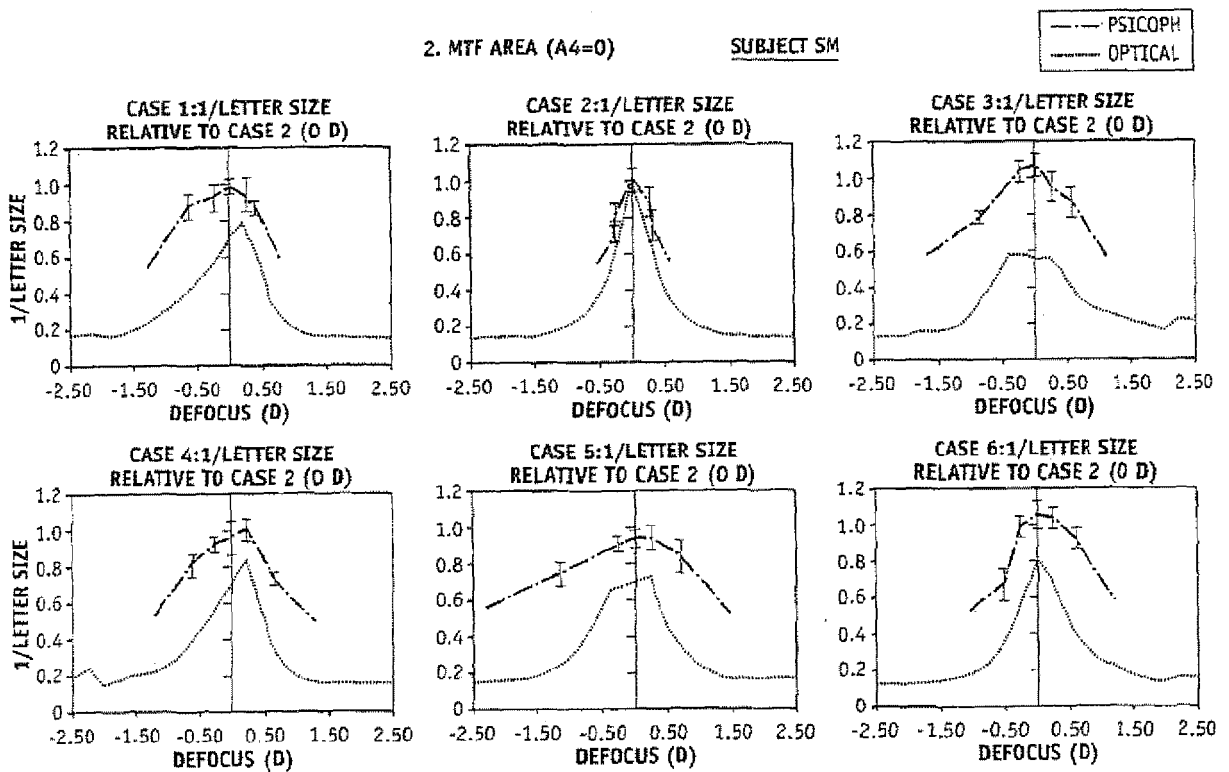 2. MTF AREA (A4=0) SUBJECT SM
PSICOPH
OPTICAL
CASE 1:1/LETTER SIZE
RELATIVE TO CASE 2 (0 D)
1/LETTER SIZE
1.2
1.0
0.8
0.6
0.4
0.2
0
-2.50 -1.50 -0.50 0.50 1.50 2.50
DEFOCUS (D)
CASE 2:1/LETTER SIZE
RELATIVE TO CASE 2 (0 D)
1.2
1.0
0.8
0.6
0.4
0.2
0
-2.50 -1.50 -0.50 0.50 1.50 2.50
DEFOCUS (D)
CASE 3:1/LETTER SIZE
RELATIVE TO CASE 2 (0 D)
1.2
1.0
0.8
0.6
0.4
0.2
0
-2.50 -1.50 -0.50 0.50 1.50 2.50
DEFOCUS (D)
CASE 4:1/LETTER SIZE
RELATIVE TO CASE 2 (0 D)
1/LETTER SIZE
1.2
1.0
0.8
0.6
0.4
0.2
0
-2.50 -1.50 -0.50 0.50 1.50 2.50
DEFOCUS (D)
CASE 5:1/LETTER SIZE
RELATIVE TO CASE 2 (0 D)
1.2
1.0
0.8
0.6
0.4
0.2
0
-2.50 -1.50 -0.50 0.50 1.50 2.50
DEFOCUS (D)
CASE 6:1/LETTER SIZE
RELATIVE TO CASE 2 (0 D)
1.2
1.0
0.8
0.6
0.4
0.2
0
-2.50 -1.50 -0.50 0.50 1.50 2.50
DEFOCUS (D)